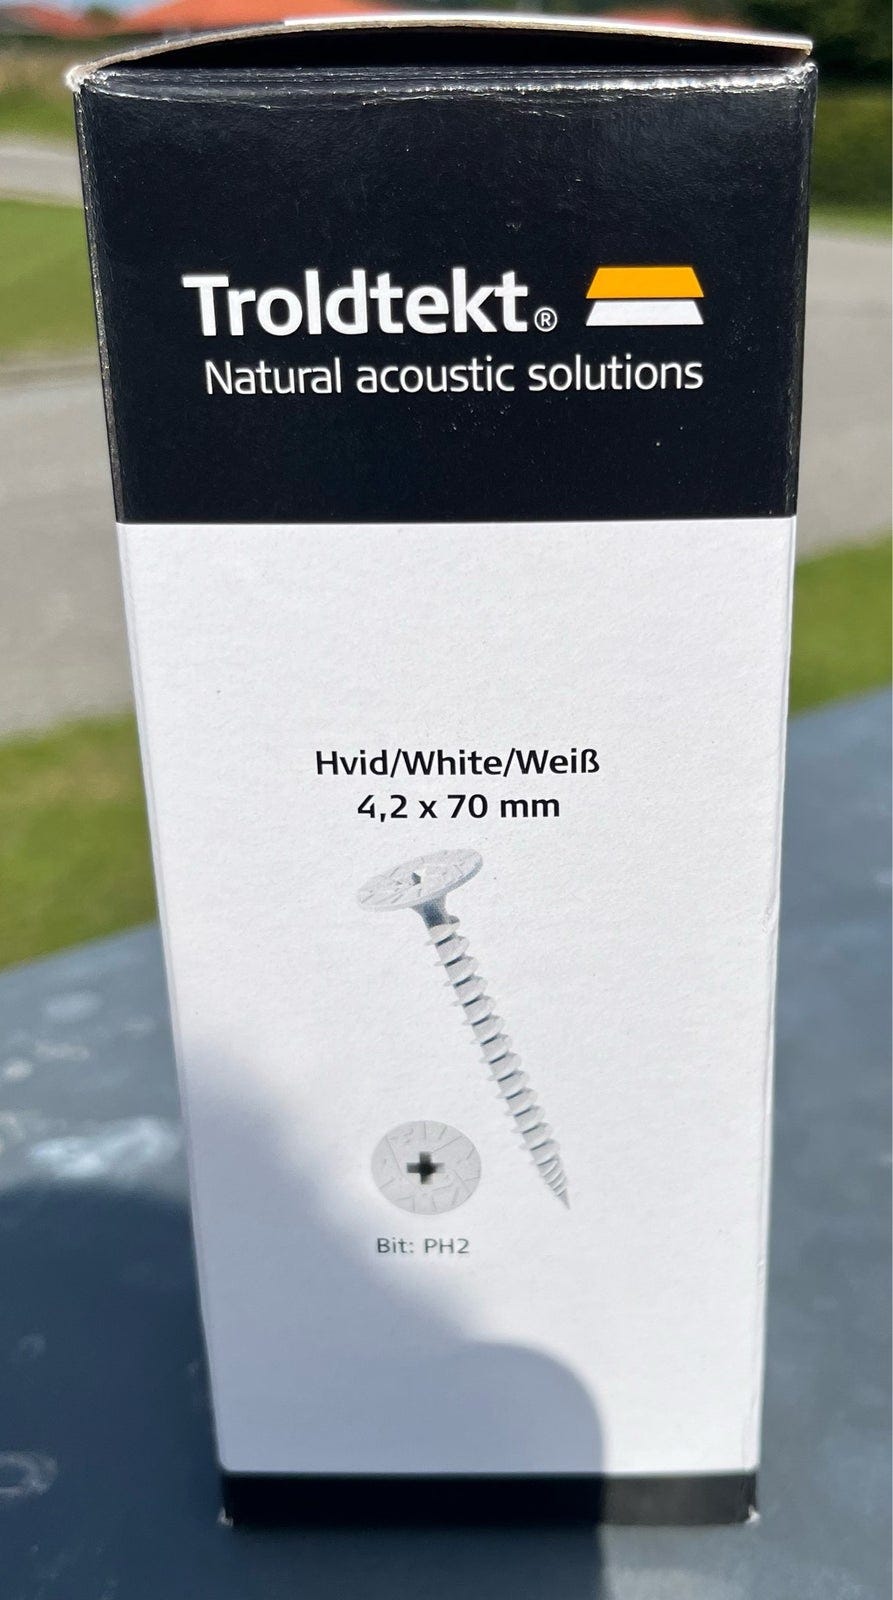 Troldtekt®
Natural acoustic solutions
Hvid/White/Weiß
4,2 x 70 mm
Bit: PH2